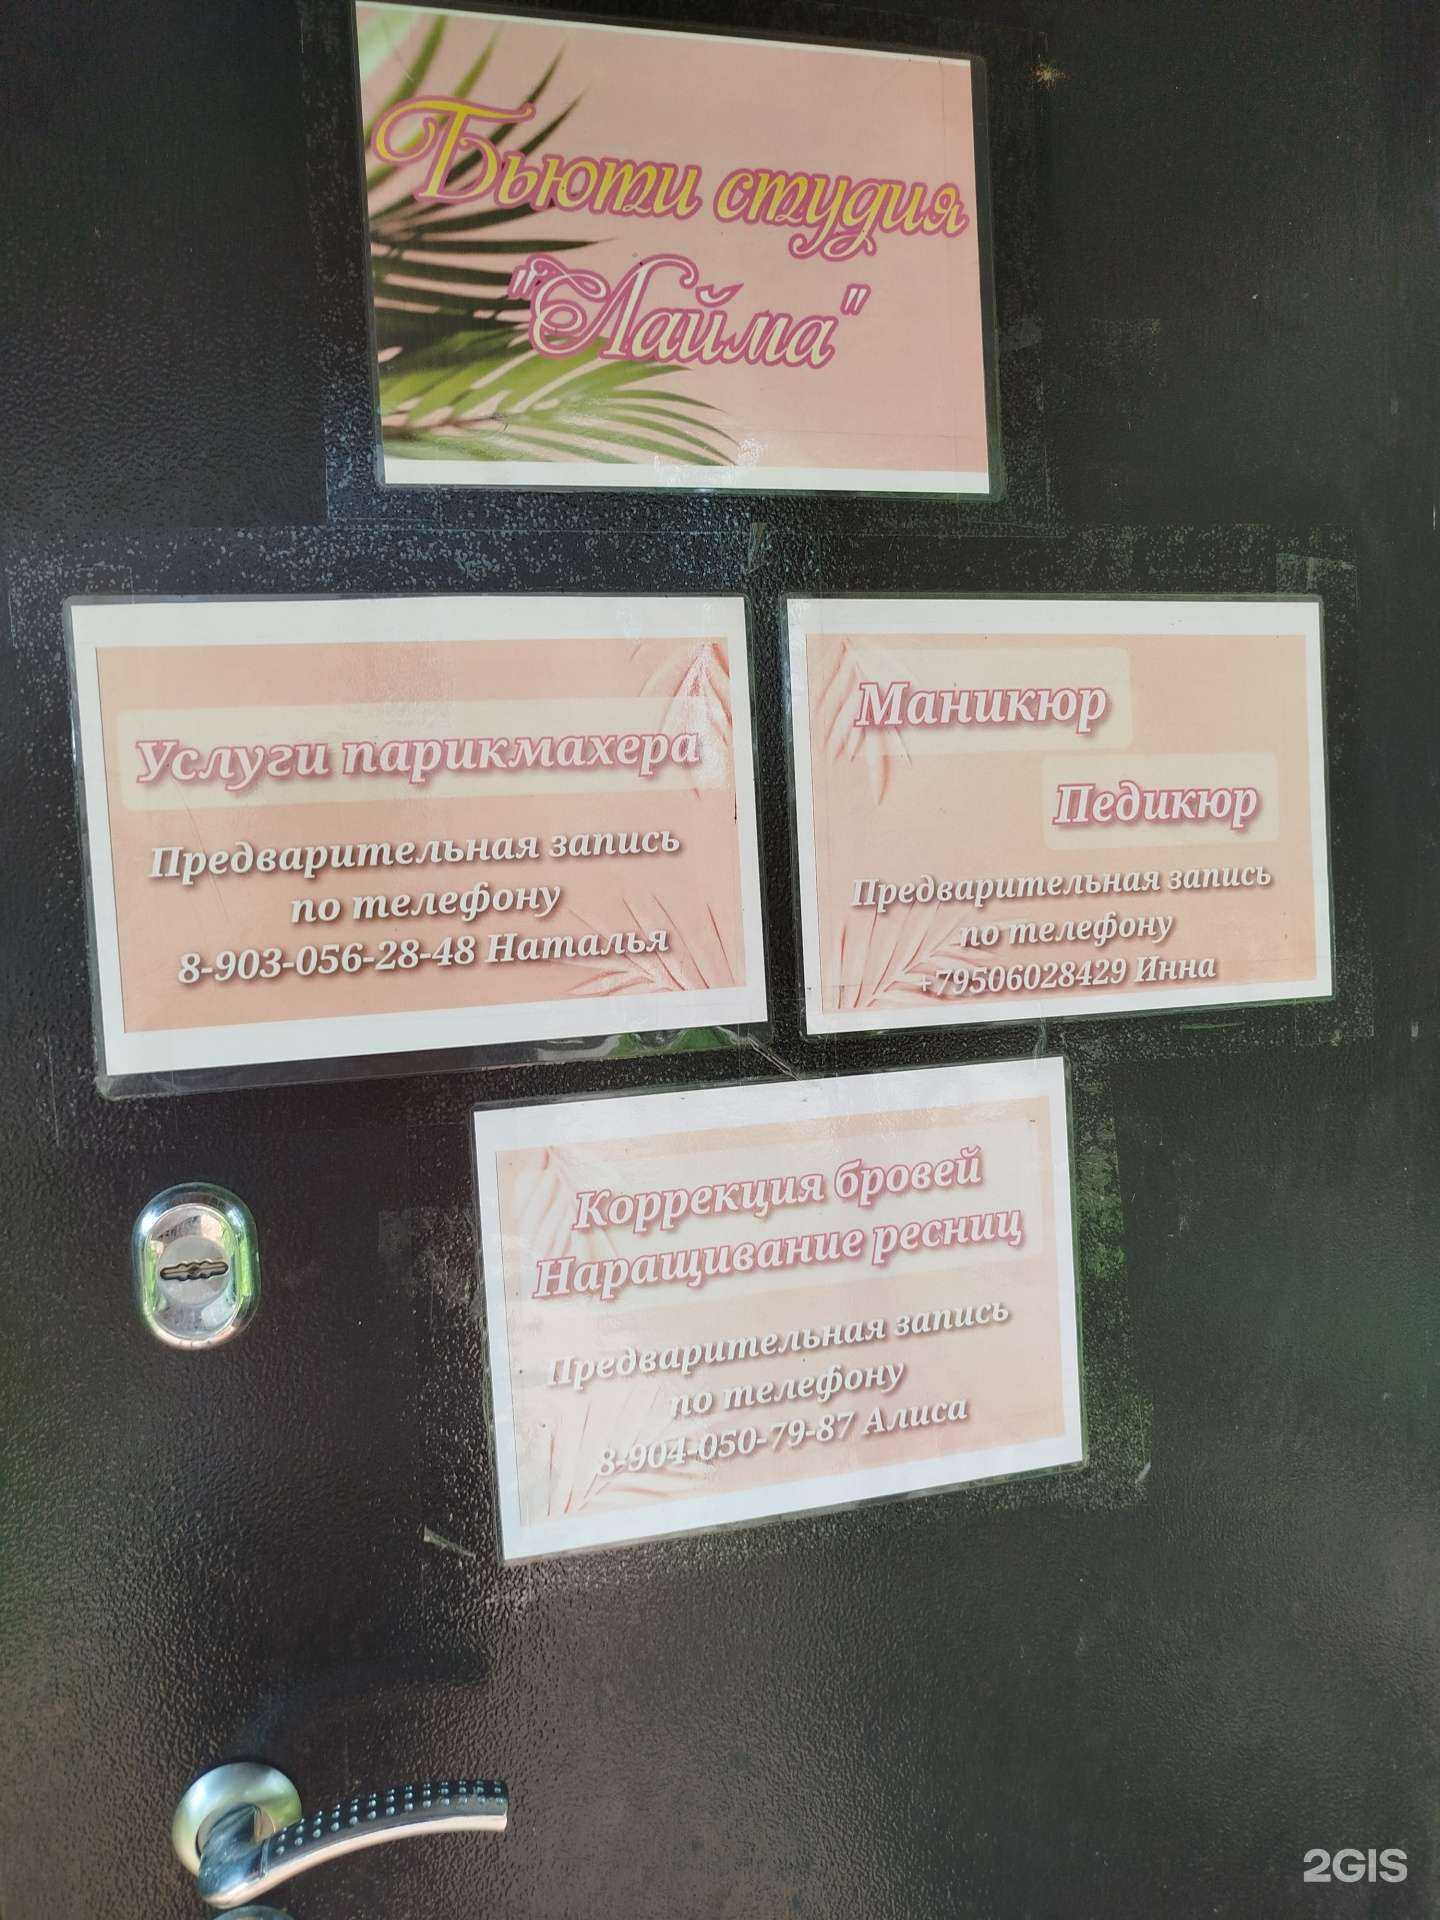 Бьюти студия
"Лайма"
Услуги парикмахера
Предварительная запись
по телефону
8-903-056-28-48 Наталья
Маникюр
Педикюр
Предварительная запись
по телефону
+79506028429 Инна
Коррекция бровей
Наращивание ресниц
Предварительная запись
по телефону
8-904-050-79-87 Алиса
2GIS